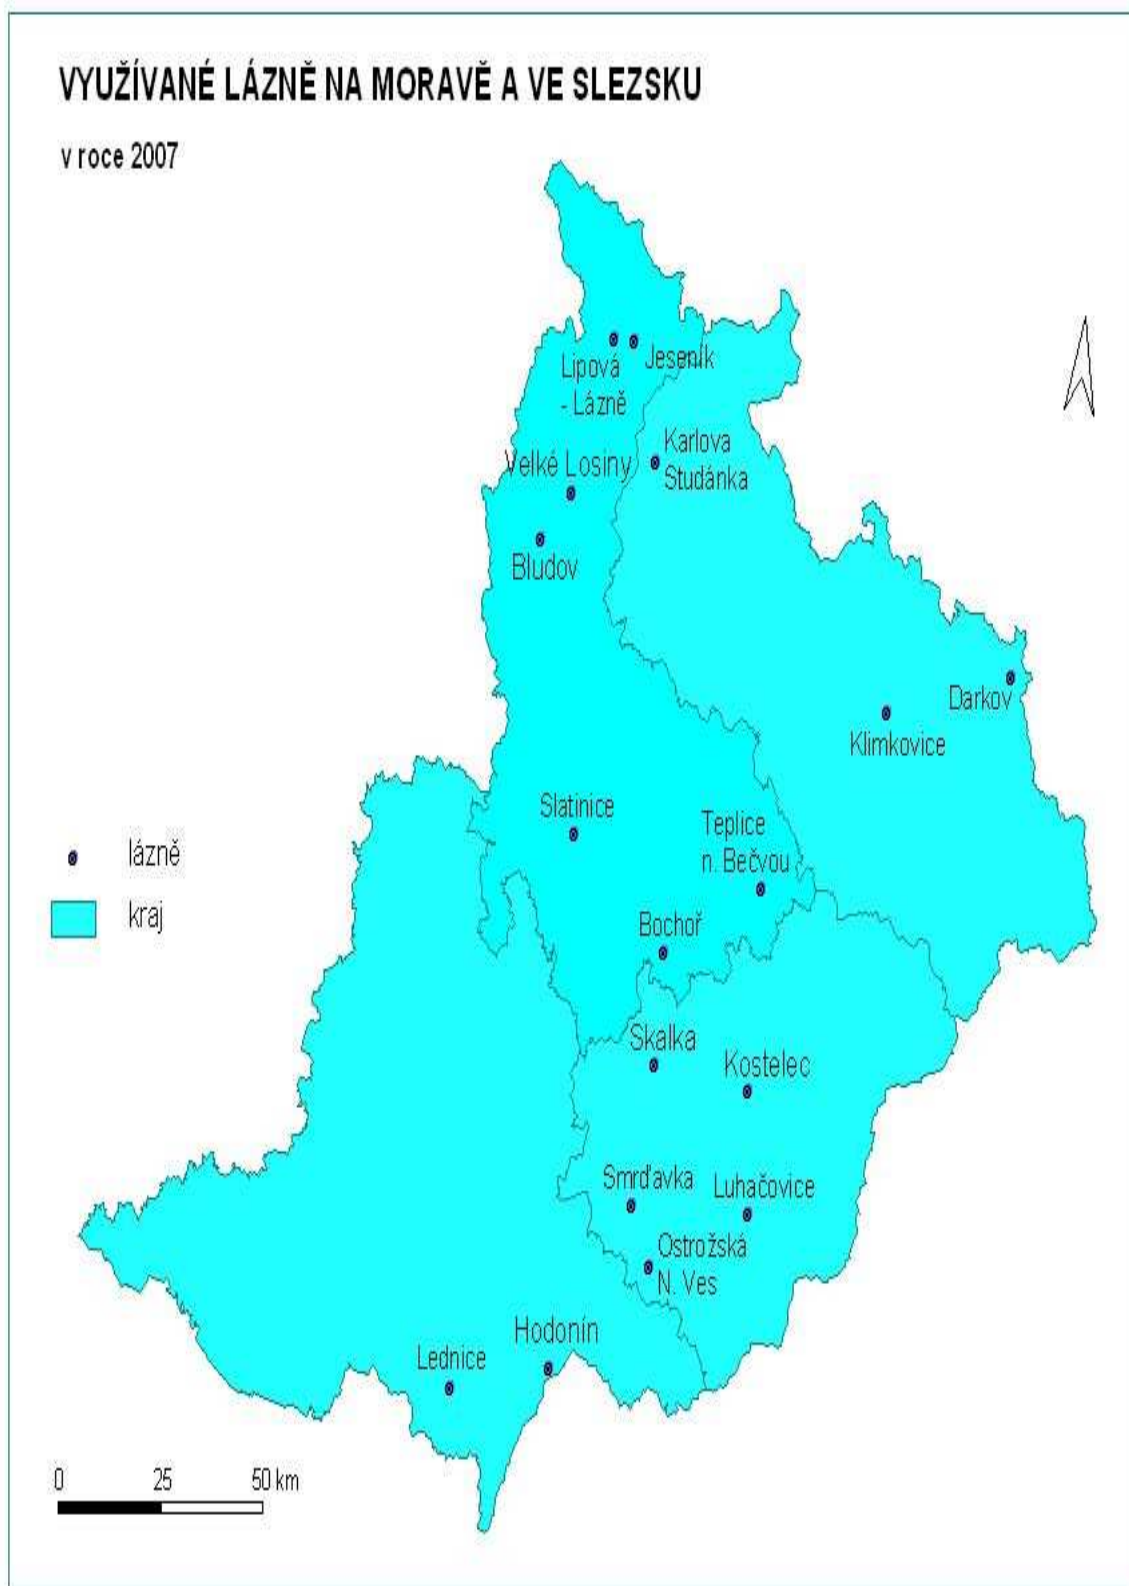 VYUŽÍVANÉ LÁZNĚ NA MORAVĚ A VE SLEZSKU
v roce 2007
Lipová
- Lázně
Jeseník
Karlova
Studánka
Velké Losiny
Bludov
Darkov
Klimkovice
Slatinice
Teplice
n. Bečvou
lázně
kraj
Bochoř
Skalka
Kostelec
Smrďavka
Luhačovice
Ostrožská
N. Ves
Hodonín
Lednice
0 25 50 km